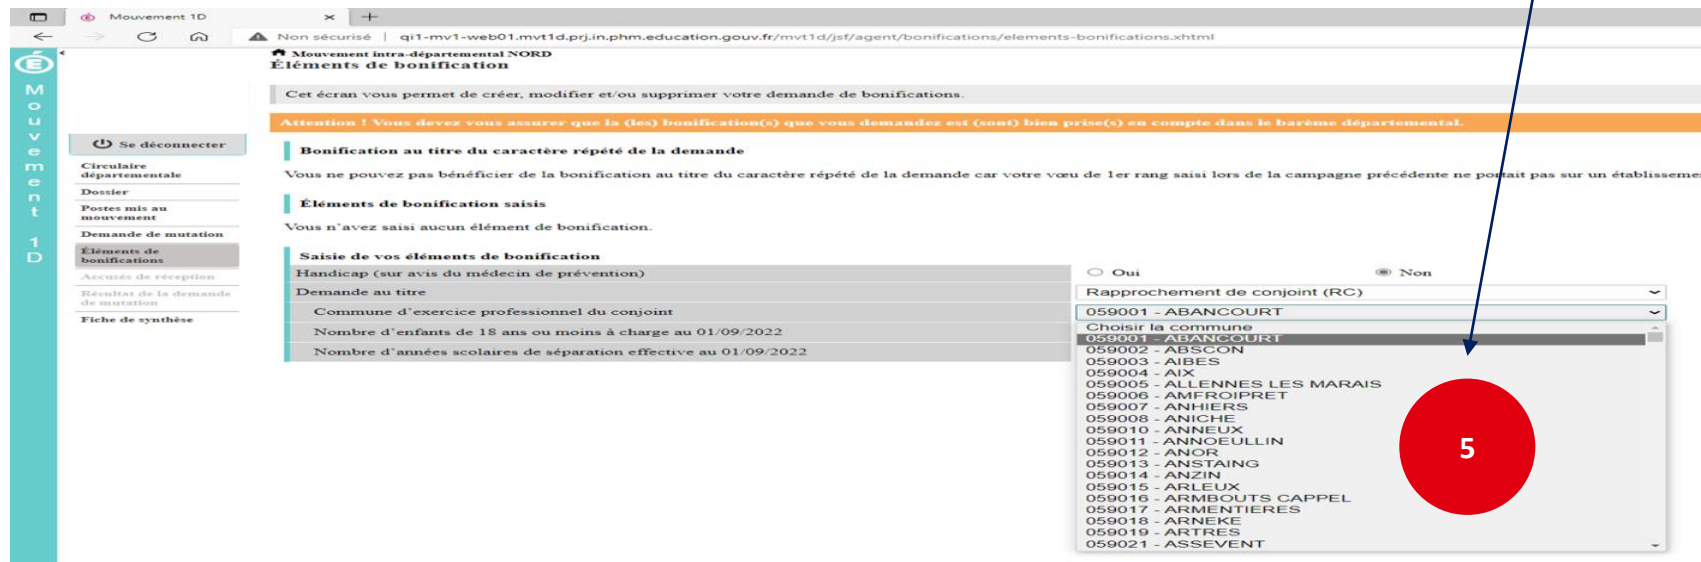 Mouvement 1D
Non sécurisé | qi1-mv1-web01.mvt1d.prj.in.phm.education.gouv.fr/mvt1d/jsf/agent/bonifications/elements-bonifications.xhtml
Mouvement 1D
Mouvement intra-départemental NORD
Éléments de bonification
Cet écran vous permet de créer, modifier et/ou supprimer votre demande de bonifications.
Attention ! Vous devez vous assurer que la (les) bonification(s) que vous demandez est (sont) bien prise(s) en compte dans le barème départemental.
Se déconnecter
Circulaire
départementale
Dossier
Postes mis au
mouvement
Demande de mutation
Éléments de
bonifications
Accusés de réception
Résultat de la demande
de mutation
Fiche de synthèse
Bonification au titre du caractère répété de la demande
Vous ne pouvez pas bénéficier de la bonification au titre du caractère répété de la demande car votre vœu de 1er rang saisi lors de la campagne précédente ne portait pas sur un établisseme
Éléments de bonification saisis
Vous n'avez saisi aucun élément de bonification.
Saisie de vos éléments de bonification
Handicap (sur avis du médecin de prévention) Oui Non
Demande au titre Rapprochement de conjoint (RC)
Commune d'exercice professionnel du conjoint 059001 - ABANCOURT
Nombre d'enfants de 18 ans ou moins à charge au 01/09/2022
Nombre d'années scolaires de séparation effective au 01/09/2022
Choisir la commune
059001 - ABANCOURT
059002 - ABSCON
059003 - AIBES
059004 - AIX
059005 - ALLENNES LES MARAIS
059006 - AMFROIPRET
059007 - ANHIERS
059008 - ANICHE
059010 - ANNEUX
059011 - ANNOEULLIN
059012 - ANOR
059013 - ANSTAING
059014 - ANZIN
059015 - ARLEUX
059016 - ARMBOUTS CAPPEL
059017 - ARMENTIERES
059018 - ARNEKE
059019 - ARTRES
059021 - ASSEVENT
5